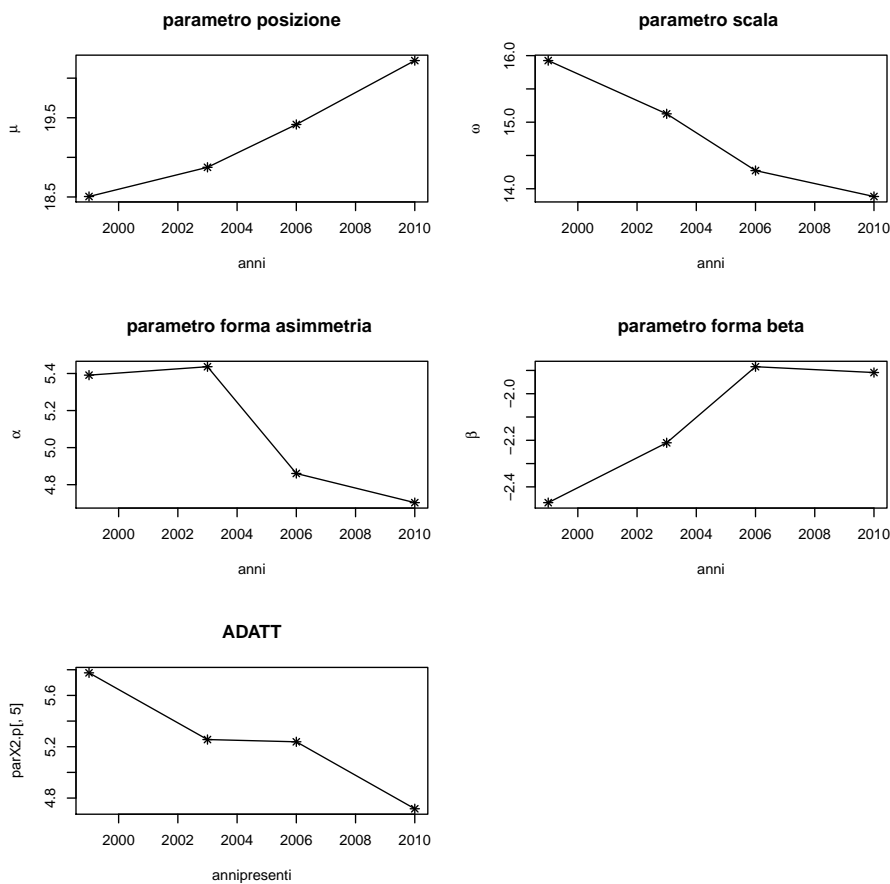 parametro posizione
μ
18.5 19.5
2000 2002 2004 2006 2008 2010
anni
parametro scala
ω
14.0 15.0 16.0
2000 2002 2004 2006 2008 2010
anni
parametro forma asimmetria
α
4.8 5.0 5.2 5.4
2000 2002 2004 2006 2008 2010
anni
parametro forma beta
β
−2.4 −2.2 −2.0
2000 2002 2004 2006 2008 2010
anni
ADATT
parX2.p[, 5]
4.8 5.2 5.6
2000 2002 2004 2006 2008 2010
annipresenti